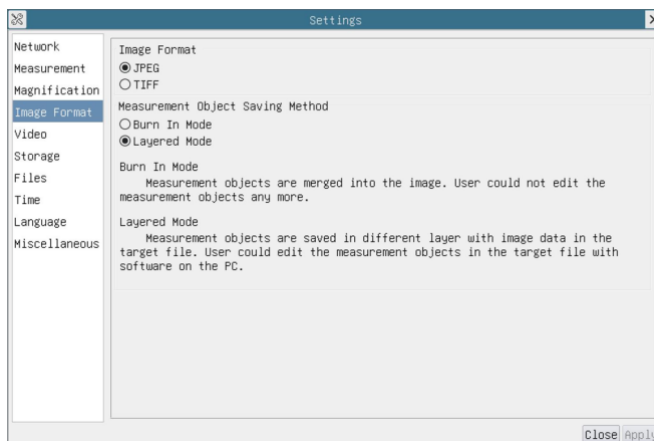 Settings
Network
Measurement
Magnification
Image Format
Video
Storage
Files
Time
Language
Miscellaneous
Image Format
JPEG
TIFF
Measurement Object Saving Method
Burn In Mode
Layered Mode
Burn In Mode
Measurement objects are merged into the image. User could not edit the
measurement objects any more.
Layered Mode
Measurement objects are saved in different layer with image data in the
target file. User could edit the measurement objects in the target file with
software on the PC.
Close Apply